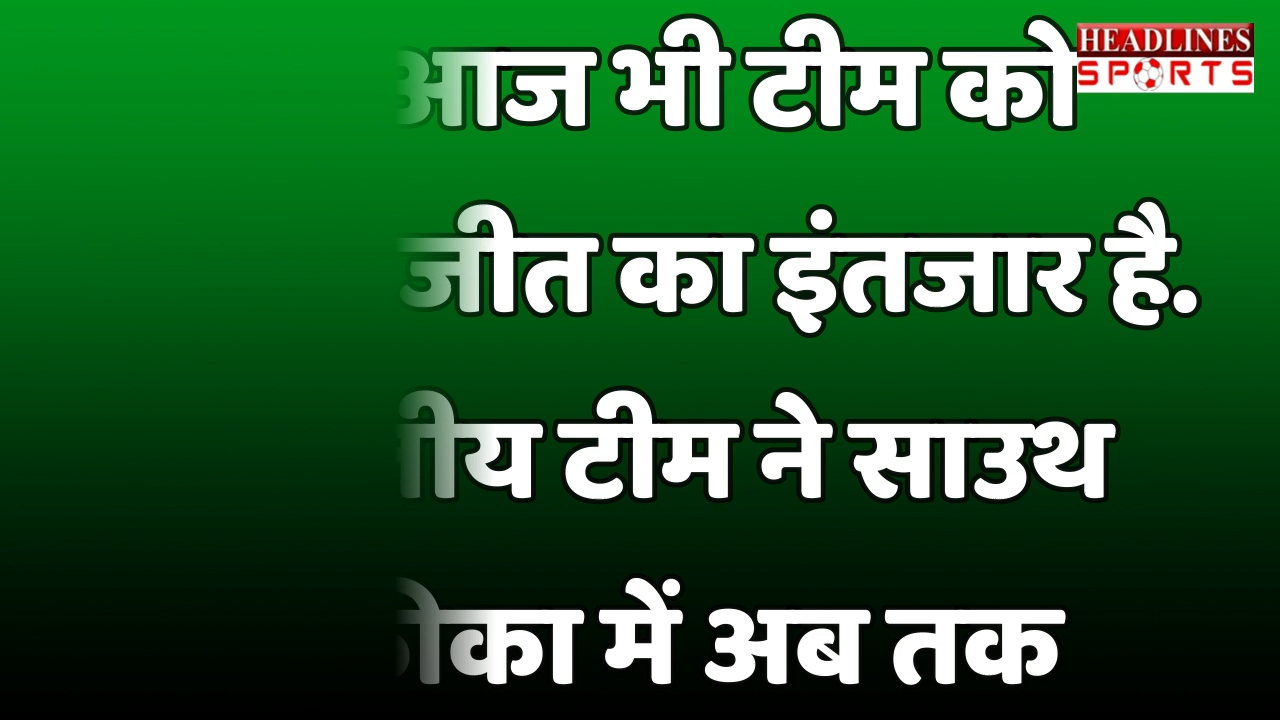 आज भी टीम को
HEADLINES
SPORTS
जीत का इंतजार है.
टीम ने साउथ
में अब तक